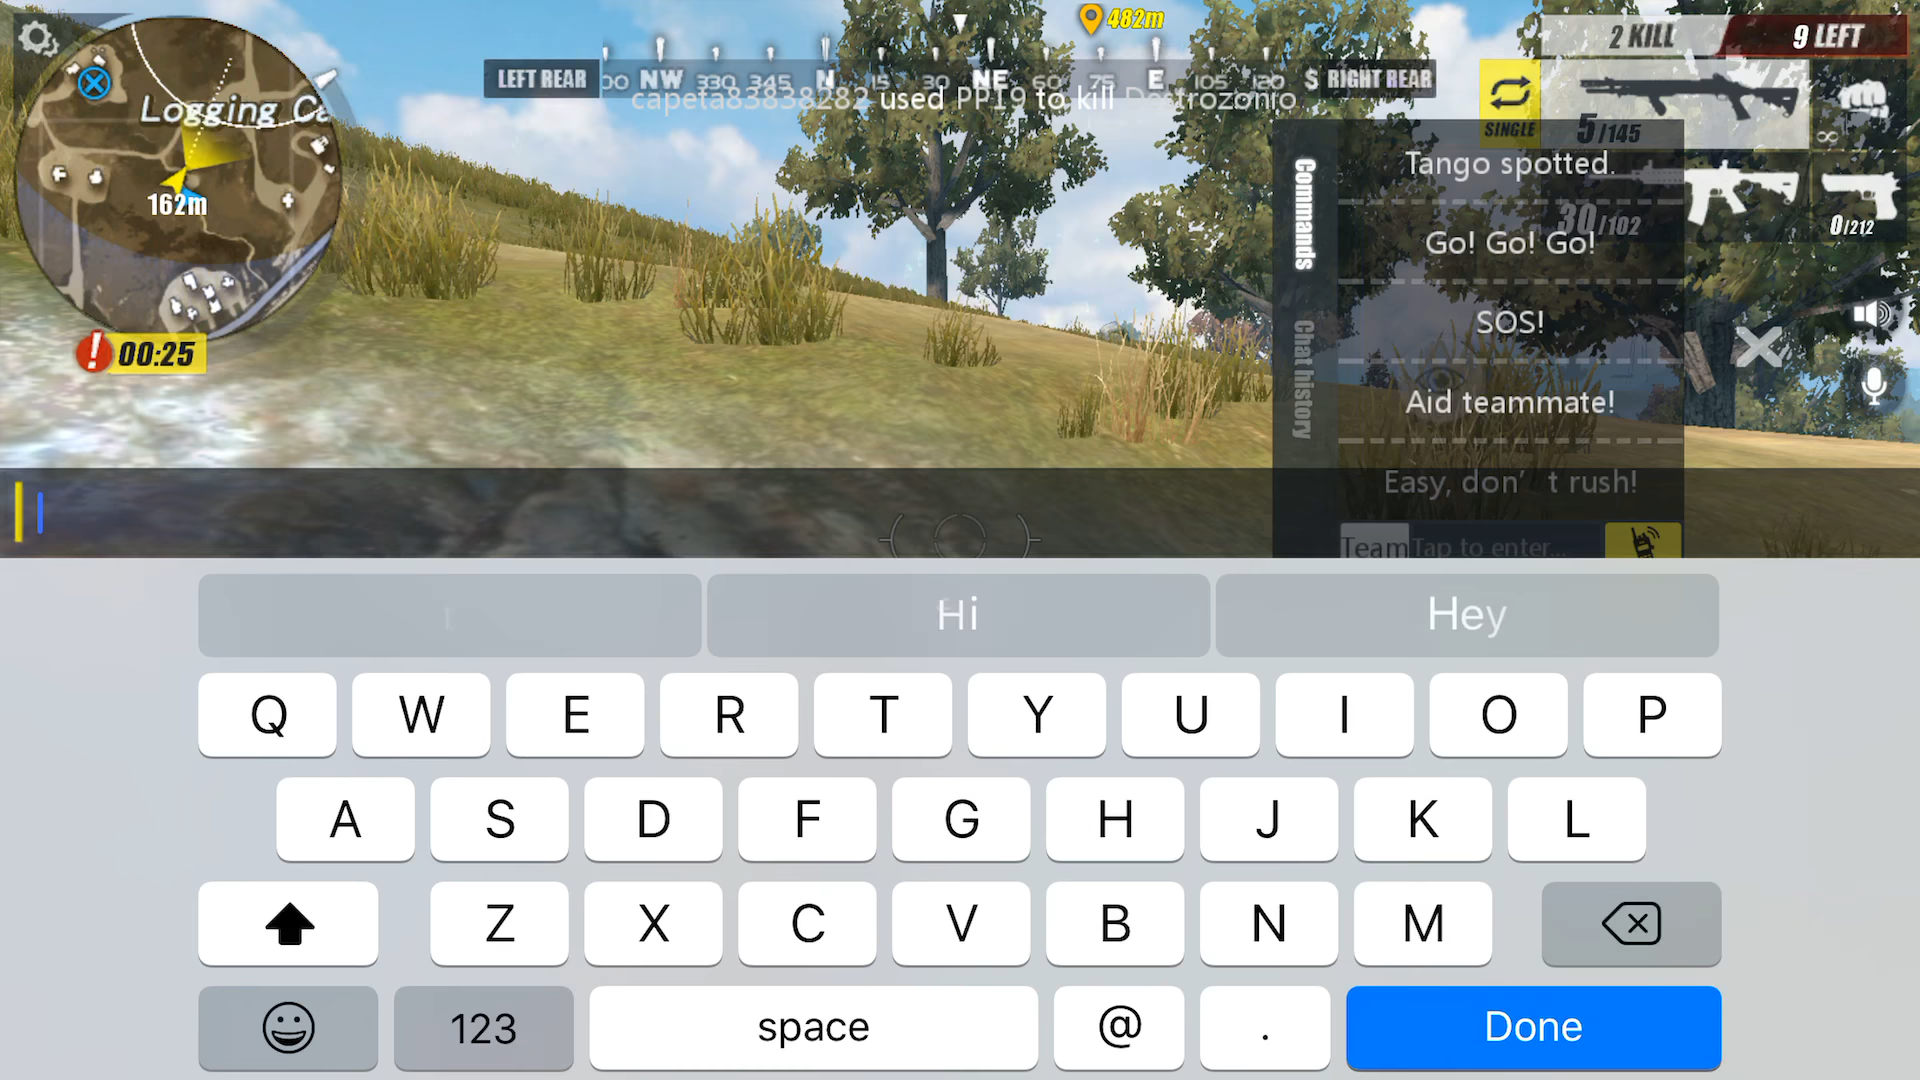 482m
2 KILL
9 LEFT
LEFT REAR
NW 330 345 N 15 30 NE 60 75 E 105 120 S
RIGHT REAR
capeta83838282 used PP19 to kill
Logging
162m
00:25
SINGLE
5/145
∞
30/102
0/212
Commands
Chat history
Tango spotted.
Go! Go! Go!
SOS!
Aid teammate!
Easy, don’t rush!
Team
Tap to enter...
I
Hi
Hey
Q W E R T Y U I O P
A S D F G H J K L
Z X C V B N M
123
space
@
.
Done